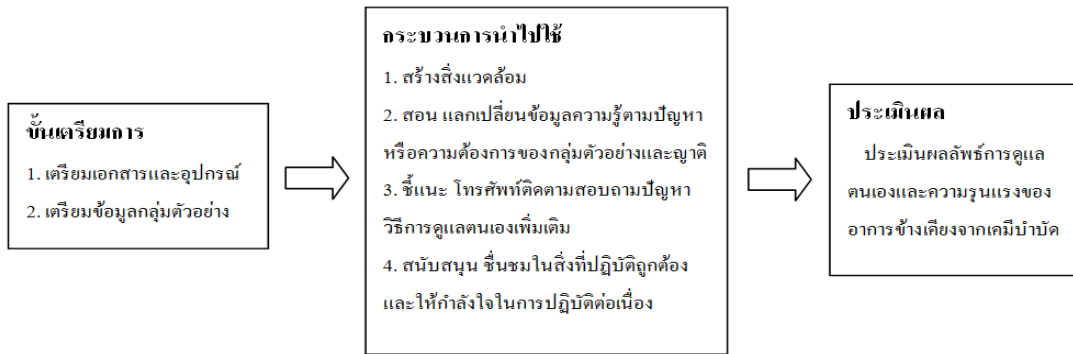 ขั้นเตรียมการ
1. เตรียมเอกสารและอุปกรณ์
2. เตรียมข้อมูลกลุ่มตัวอย่าง
กระบวนการนำไปใช้
1. สร้างสิ่งแวดล้อม
2. สอน แลกเปลี่ยนข้อมูลความรู้ตามปัญหา
หรือความต้องการของกลุ่มตัวอย่างและญาติ
3. ชี้แนะ โทรศัพท์ติดตามสอบถามปัญหา
วิธีการดูแลตนเองเพิ่มเติม
4. สนับสนุน ชื่นชมในสิ่งที่ปฏิบัติถูกต้อง
และให้กำลังใจในการปฏิบัติต่อเนื่อง
ประเมินผล
ประเมินผลลัพธ์การดูแล
ตนเองและความรุนแรงของ
อาการข้างเคียงจากเคมีบำบัด